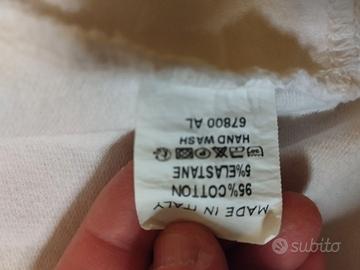 MADE IN ITALY
95% COTTON
5% ELASTANE
HAND WASH
67800 AL
subito